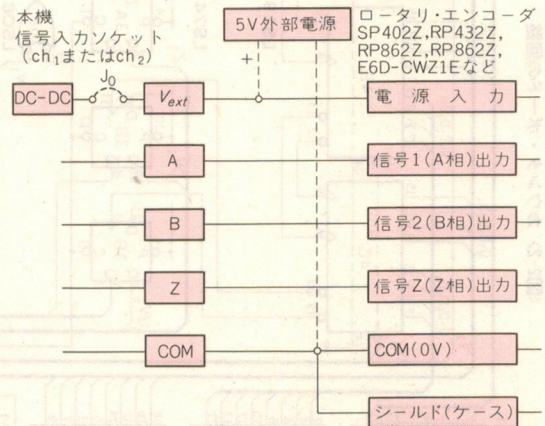 本機
信号入力ソケット
(ch₁またはch₂)
5V外部電源
ロータリ・エンコーダ
SP402Z,RP432Z,
RP862Z,RP862Z,
E6D-CWZ1Eなど
J₀
+
DC-DC
Vext
電源入力
A
信号1(A相)出力
B
信号2(B相)出力
Z
信号Z(Z相)出力
COM
COM(0V)
シールド(ケース)